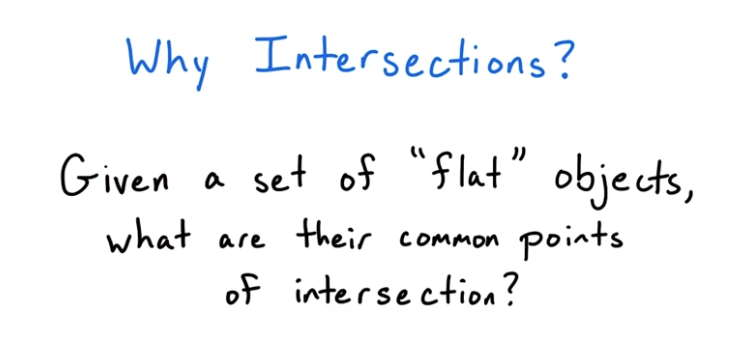 Why Intersections?
Given a set of "flat" objects,
what are their common points
of intersection?